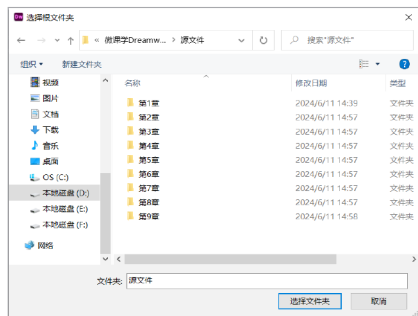 Dw 选择根文件夹
« 微课学Dreamw... › 源文件
搜索"源文件"
组织 新建文件夹
名称 修改日期 类型
视频
图片
文档
下载
音乐
桌面
OS (C:)
本地磁盘 (D:)
本地磁盘 (E:)
本地磁盘 (F:)
网络
第1章 2024/6/11 14:39 文件夹
第2章 2024/6/11 14:57 文件夹
第3章 2024/6/11 14:57 文件夹
第4章 2024/6/11 14:57 文件夹
第5章 2024/6/11 14:57 文件夹
第6章 2024/6/11 14:57 文件夹
第7章 2024/6/11 14:57 文件夹
第8章 2024/6/11 14:57 文件夹
第9章 2024/6/11 14:58 文件夹
文件夹: 源文件
选择文件夹 取消